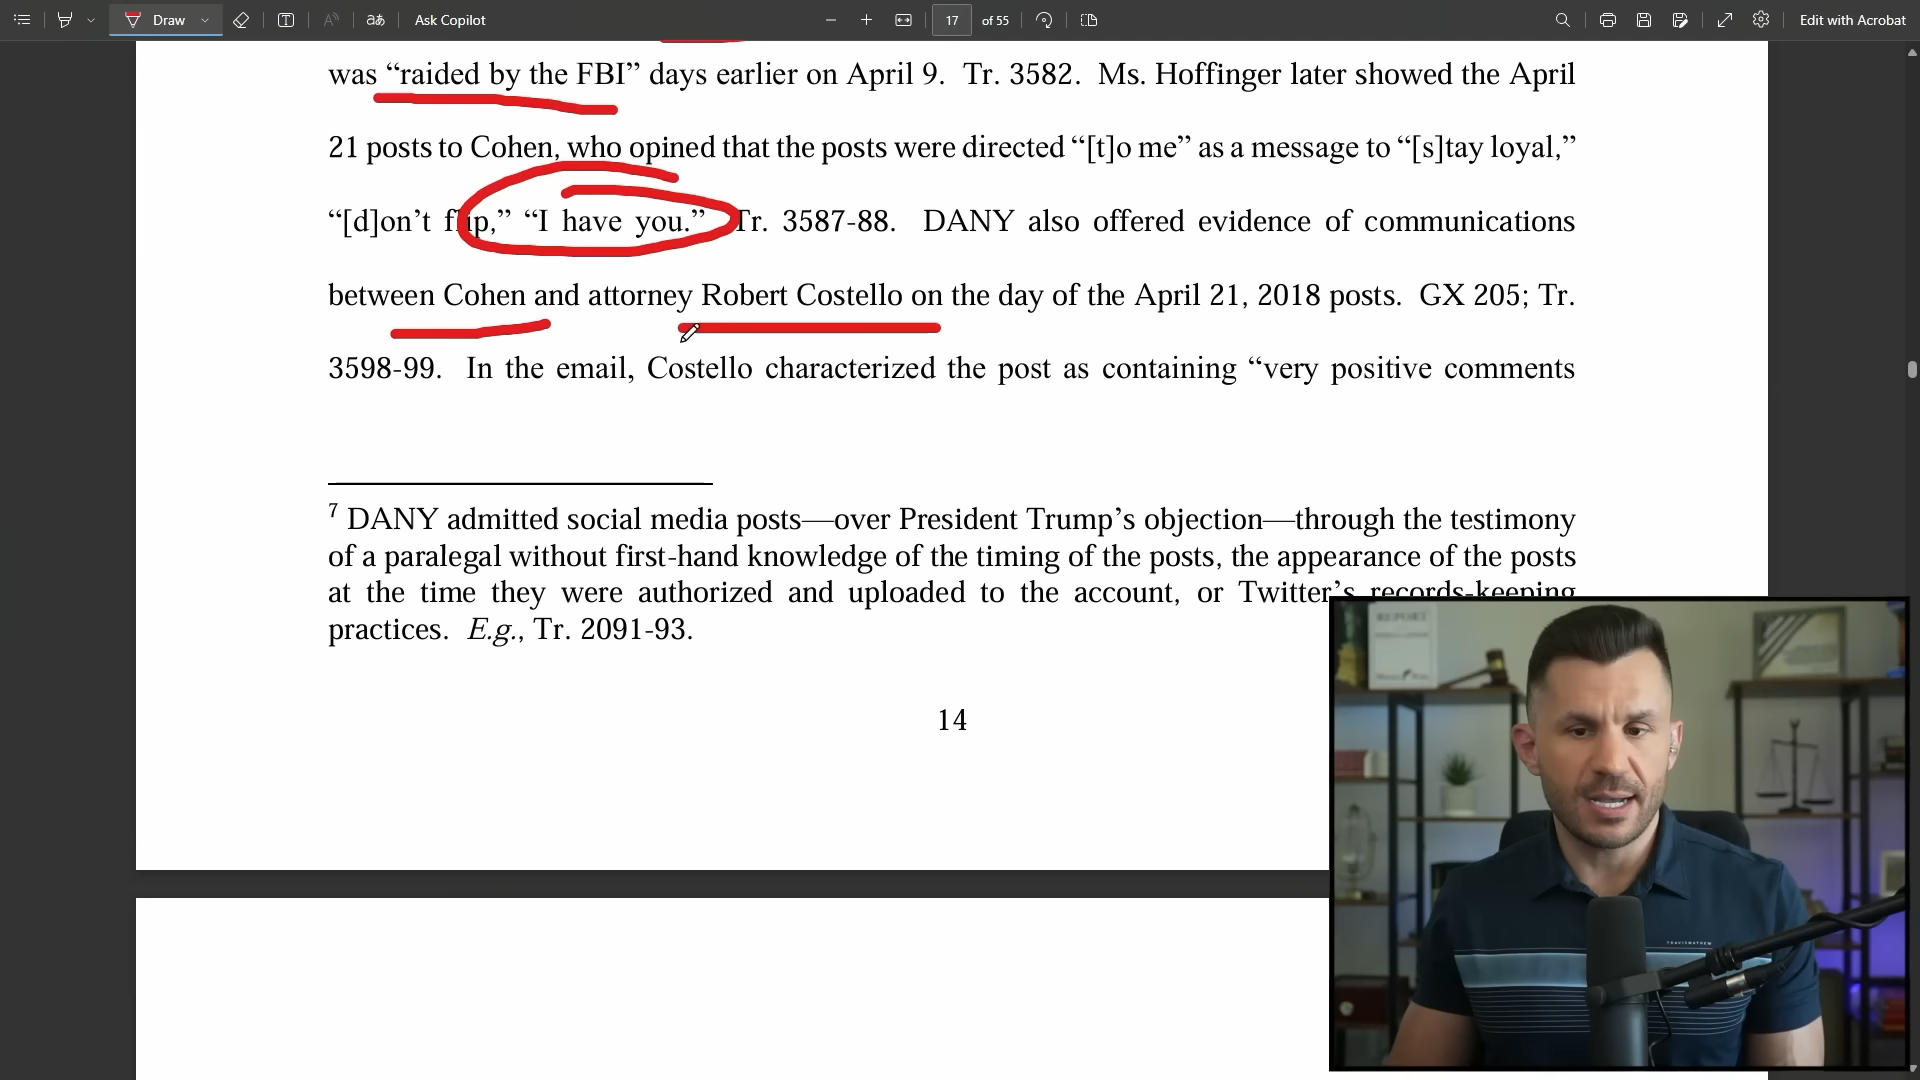 Draw
Ask Copilot
17
of 55
Edit with Acrobat
was “raided by the FBI” days earlier on April 9. Tr. 3582. Ms. Hoffinger later showed the April
21 posts to Cohen, who opined that the posts were directed “[t]o me” as a message to “[s]tay loyal,”
“[d]on’t flip,” “I have you.” Tr. 3587-88. DANY also offered evidence of communications
between Cohen and attorney Robert Costello on the day of the April 21, 2018 posts. GX 205; Tr.
3598-99. In the email, Costello characterized the post as containing “very positive comments
7 DANY admitted social media posts—over President Trump’s objection—through the testimony
of a paralegal without first-hand knowledge of the timing of the posts, the appearance of the posts
at the time they were authorized and uploaded to the account, or Twitter’s records-keeping
practices. E.g., Tr. 2091-93.
14
REPORT
TRAVISMATHEW